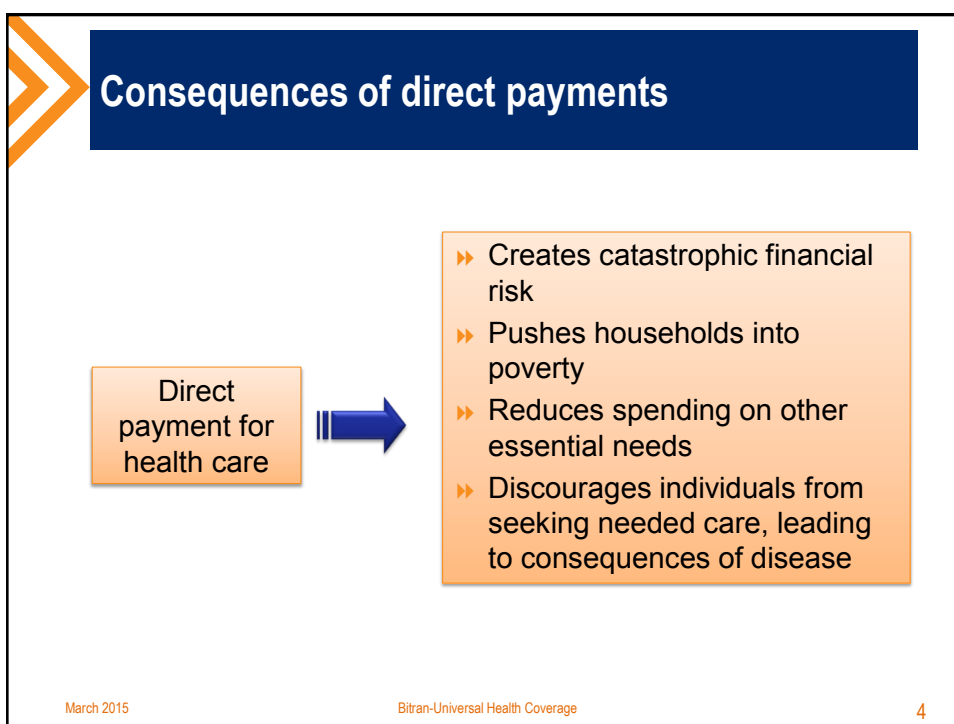 Consequences of direct payments
Direct
payment for
health care
Creates catastrophic financial
risk
Pushes households into
poverty
Reduces spending on other
essential needs
Discourages individuals from
seeking needed care, leading
to consequences of disease
March 2015
Bitran-Universal Health Coverage
4